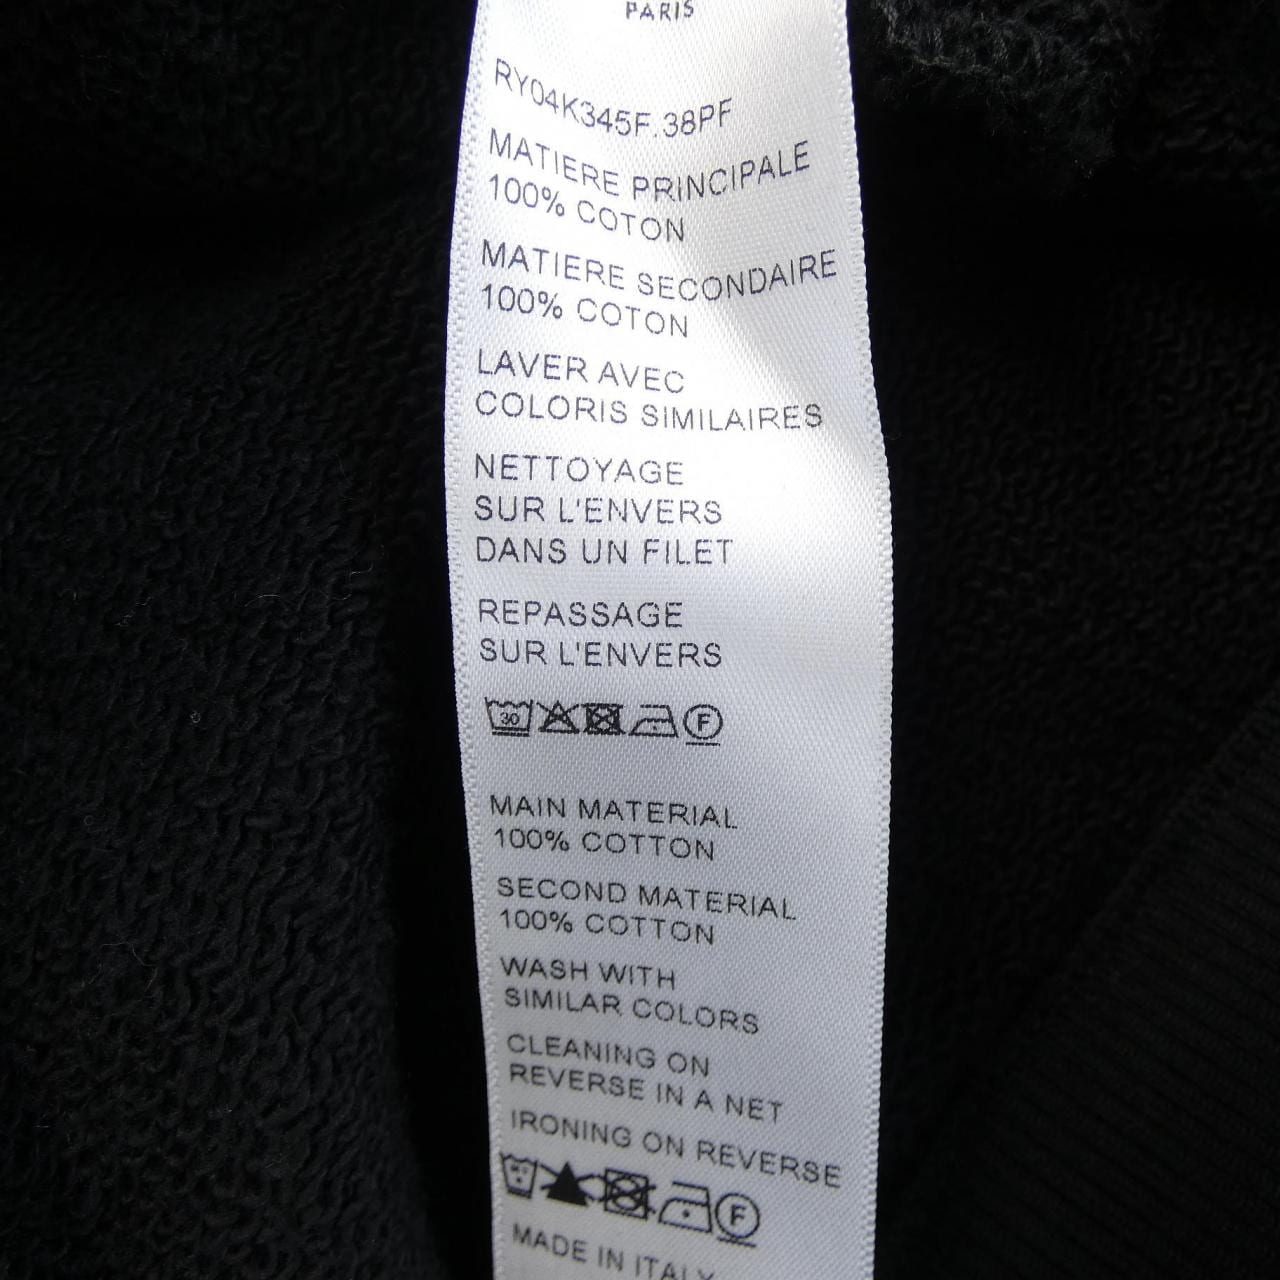 PARIS
RY04K345F.38PF
MATIERE PRINCIPALE
100% COTON
MATIERE SECONDAIRE
100% COTON
LAVER AVEC
COLORIS SIMILAIRES
NETTOYAGE
SUR L'ENVERS
DANS UN FILET
REPASSAGE
SUR L'ENVERS
30 F
MAIN MATERIAL
100% COTTON
SECOND MATERIAL
100% COTTON
WASH WITH
SIMILAR COLORS
CLEANING ON
REVERSE IN A NET
IRONING ON REVERSE
F
MADE IN ITALY